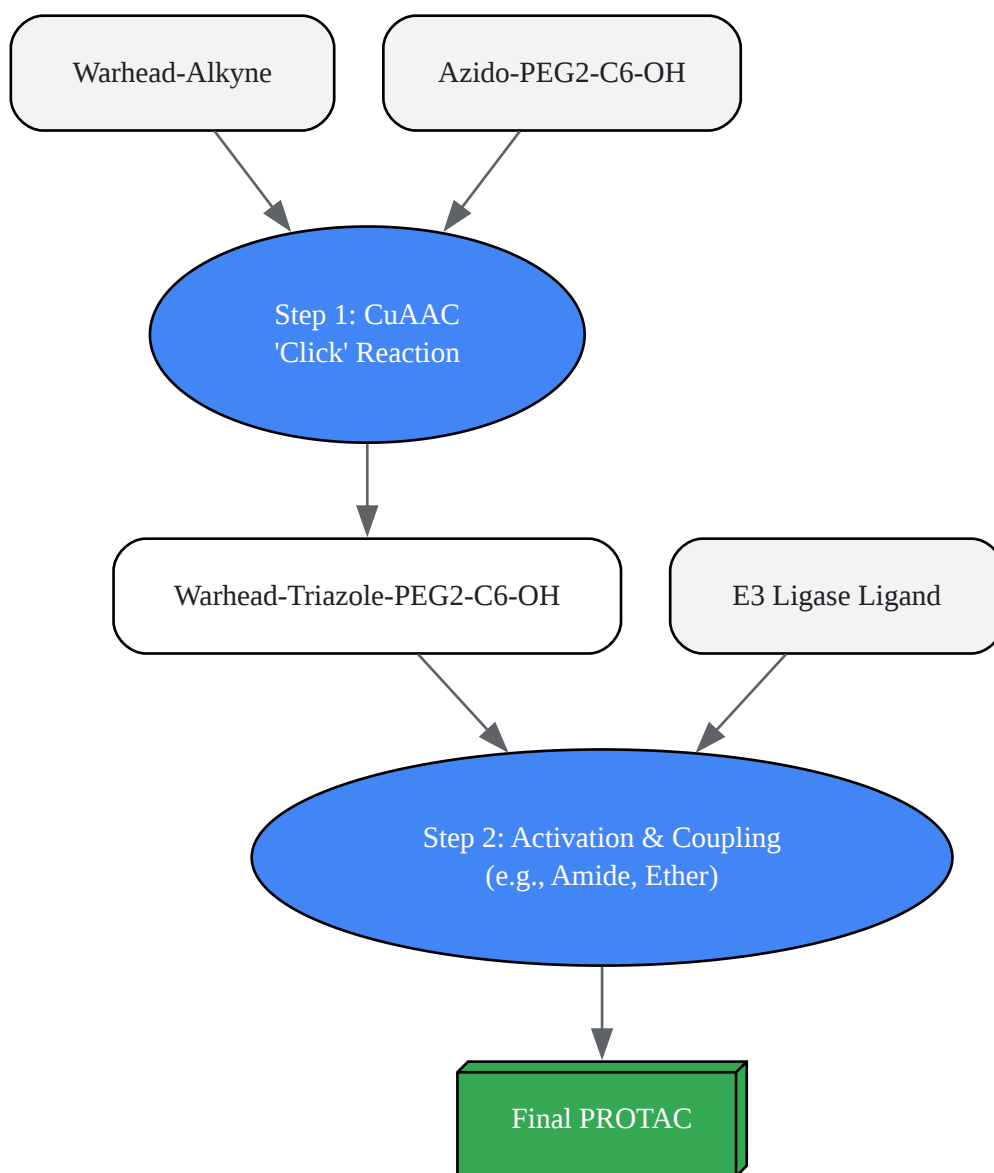 Warhead-Alkyne
Azido-PEG2-C6-OH
Step 1: CuAAC
'Click' Reaction
Warhead-Triazole-PEG2-C6-OH
E3 Ligase Ligand
Step 2: Activation & Coupling
(e.g., Amide, Ether)
Final PROTAC